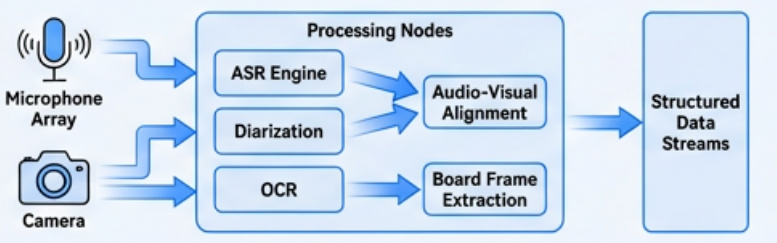 Processing Nodes
Microphone
Array
Camera
ASR Engine
Diarization
OCR
Audio-Visual
Alignment
Board Frame
Extraction
Structured
Data
Streams